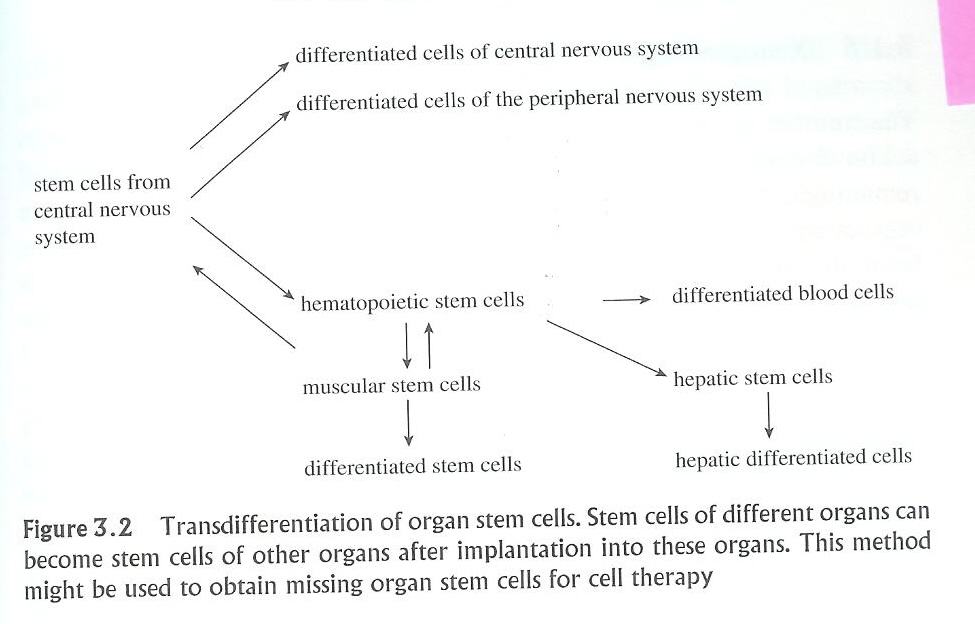 differentiated cells of central nervous system
differentiated cells of the peripheral nervous system
stem cells from
central nervous
system
hematopoietic stem cells
differentiated blood cells
muscular stem cells
hepatic stem cells
differentiated stem cells
hepatic differentiated cells
Figure 3.2 Transdifferentiation of organ stem cells. Stem cells of different organs can
become stem cells of other organs after implantation into these organs. This method
might be used to obtain missing organ stem cells for cell therapy